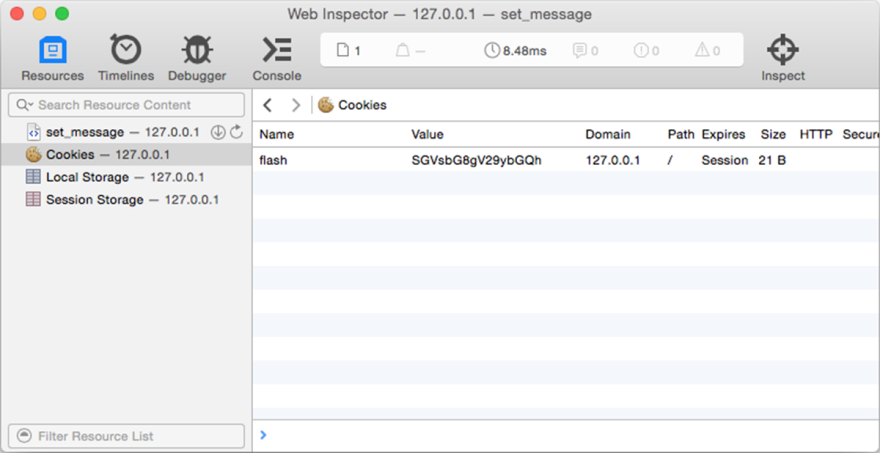 Web Inspector — 127.0.0.1 — set_message
1 — 8.48ms 0 0 0
Resources Timelines Debugger Console Inspect
Search Resource Content
Cookies
set_message — 127.0.0.1
Name Value Domain Path Expires Size HTTP Secure
Cookies — 127.0.0.1
flash SGVsbG8gV29ybGQh 127.0.0.1 / Session 21 B
Local Storage — 127.0.0.1
Session Storage — 127.0.0.1
Filter Resource List